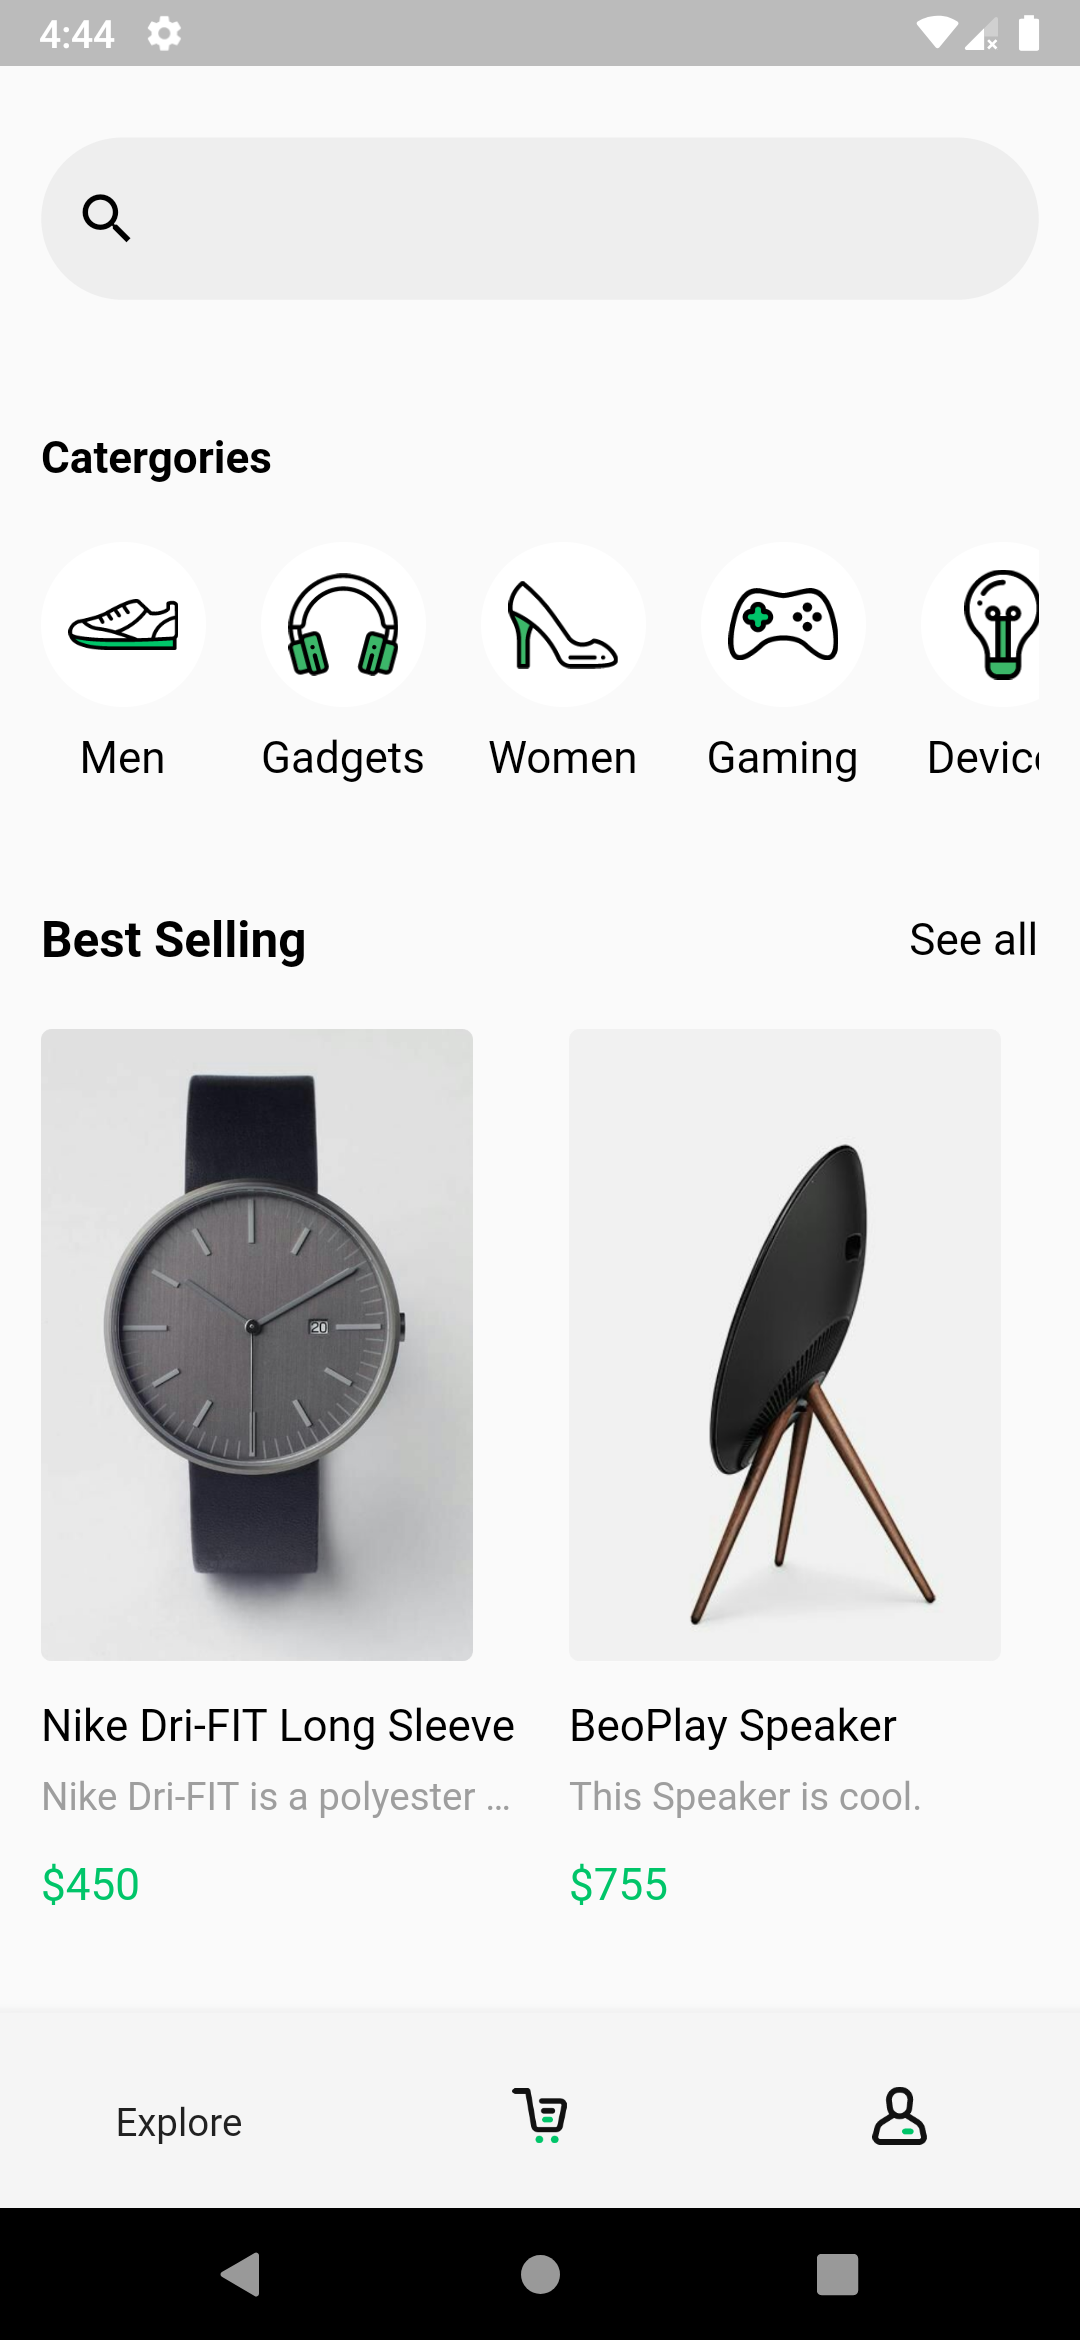 4:44
Catergories
Men Gadgets Women Gaming Device
Best Selling See all
20
Nike Dri-FIT Long Sleeve BeoPlay Speaker
Nike Dri-FIT is a polyester ... This Speaker is cool.
$450 $755
Explore